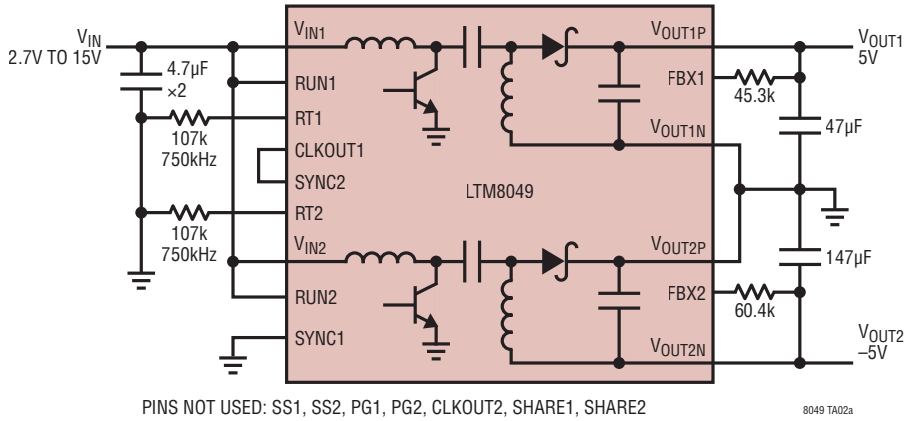 VIN
2.7V TO 15V
4.7µF
×2
107k
750kHz
107k
750kHz
VIN1
RUN1
RT1
CLKOUT1
SYNC2
RT2
VIN2
RUN2
SYNC1
LTM8049
VOUT1P
FBX1
VOUT1N
VOUT2P
FBX2
VOUT2N
45.3k
47µF
147µF
60.4k
VOUT1
5V
VOUT2
–5V
PINS NOT USED: SS1, SS2, PG1, PG2, CLKOUT2, SHARE1, SHARE2
8049 TA02a